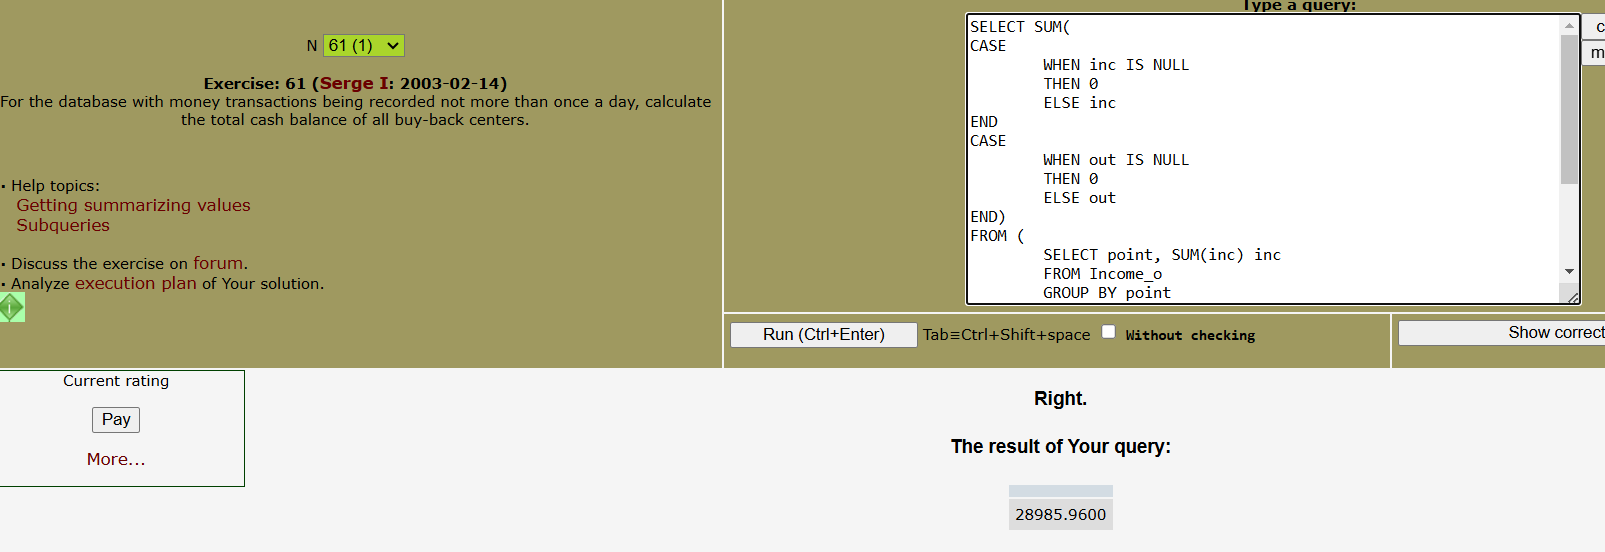 N 61 (1)
Exercise: 61 (Serge I: 2003-02-14)
For the database with money transactions being recorded not more than once a day, calculate
the total cash balance of all buy-back centers.
· Help topics:
Getting summarizing values
Subqueries
· Discuss the exercise on forum.
· Analyze execution plan of Your solution.
Type a query:
SELECT SUM(
CASE
WHEN inc IS NULL
THEN 0
ELSE inc
END
CASE
WHEN out IS NULL
THEN 0
ELSE out
END)
FROM (
SELECT point, SUM(inc) inc
FROM Income_o
GROUP BY point
c
m
Run (Ctrl+Enter) Tab=Ctrl+Shift+space Without checking
Show correct
Current rating
Pay
More...
Right.
The result of Your query:
28985.9600